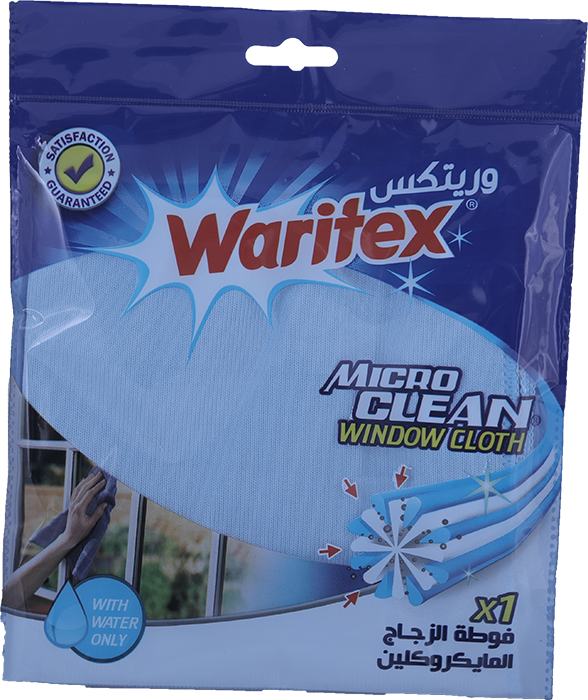 SATISFACTION
GUARANTEED
وريتكس
Waritex®
MICRO
CLEAN®
WINDOW CLOTH
WITH
WATER
ONLY
X1
فوطة الزجاج
المايكروكلين